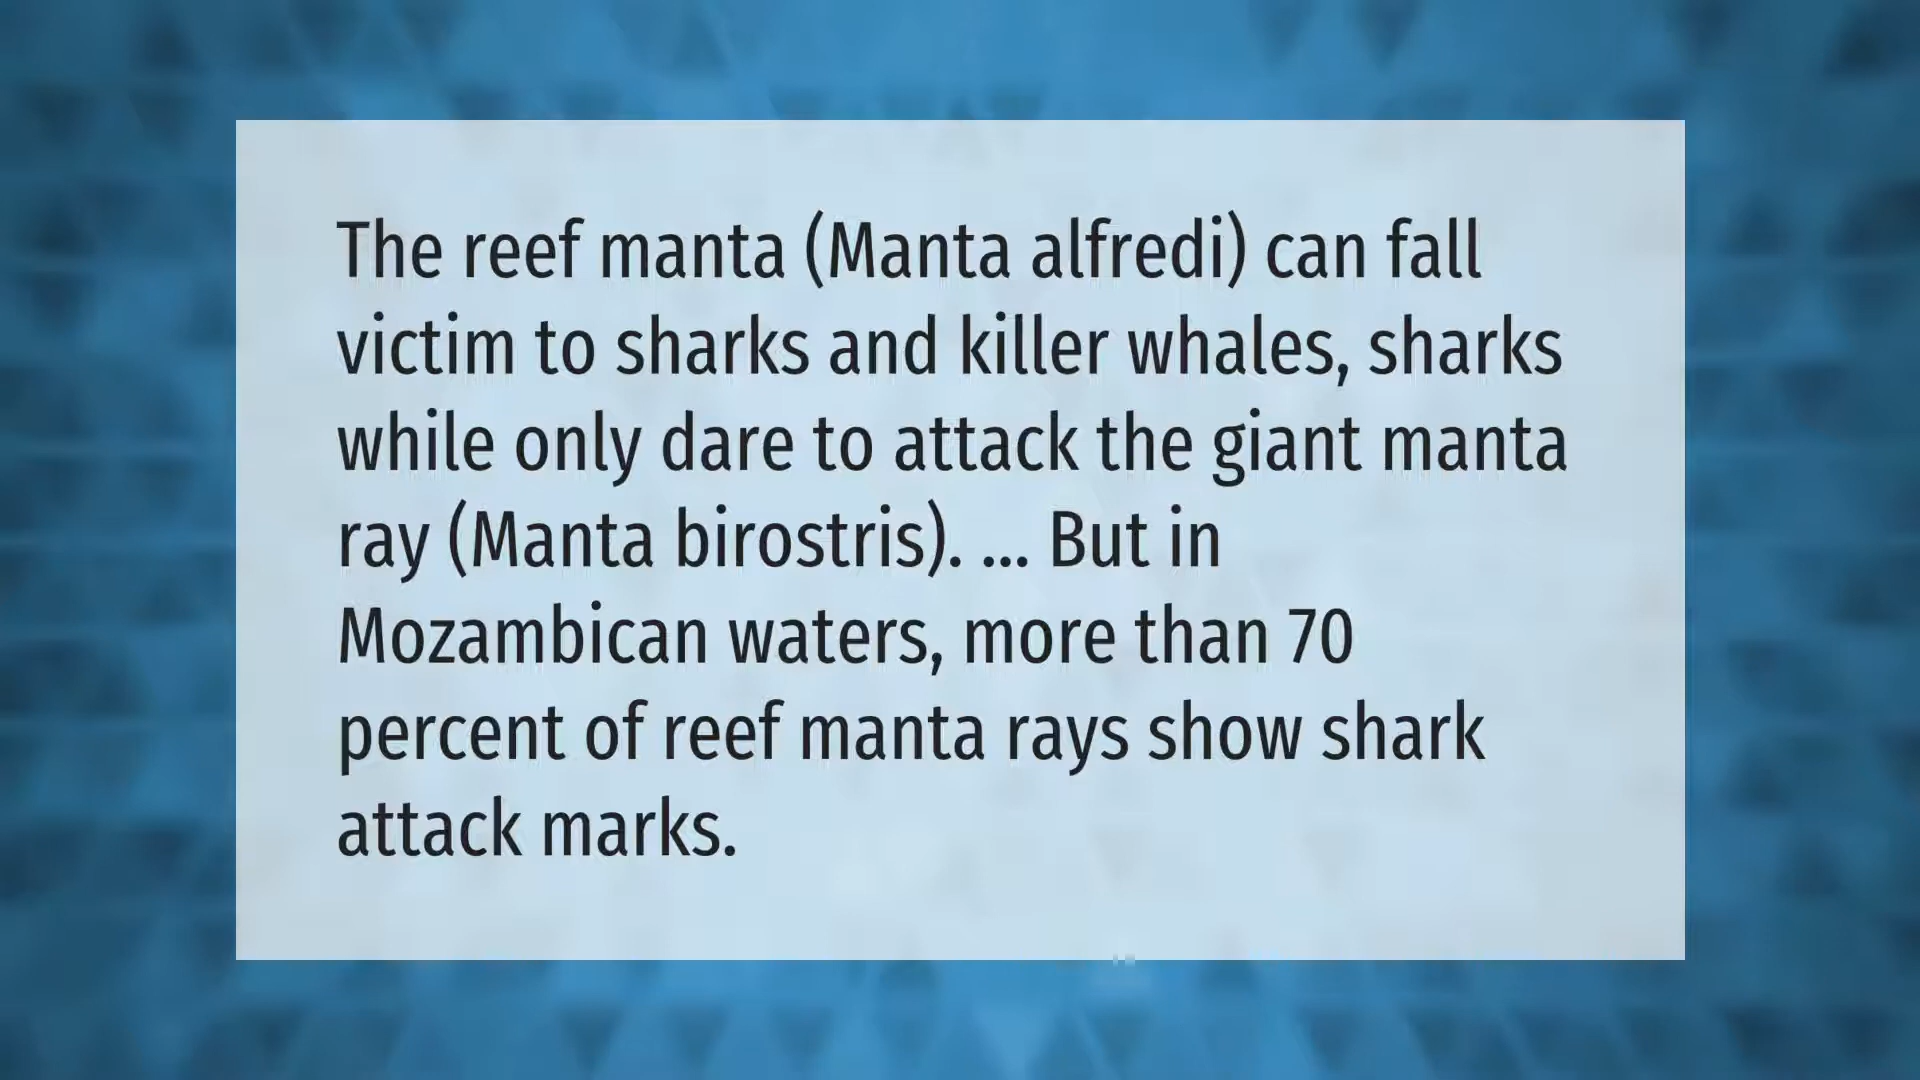 The reef manta (Manta alfredi) can fall
victim to sharks and killer whales, sharks
while only dare to attack the giant manta
ray (Manta birostris). ... But in
Mozambican waters, more than 70
percent of reef manta rays show shark
attack marks.